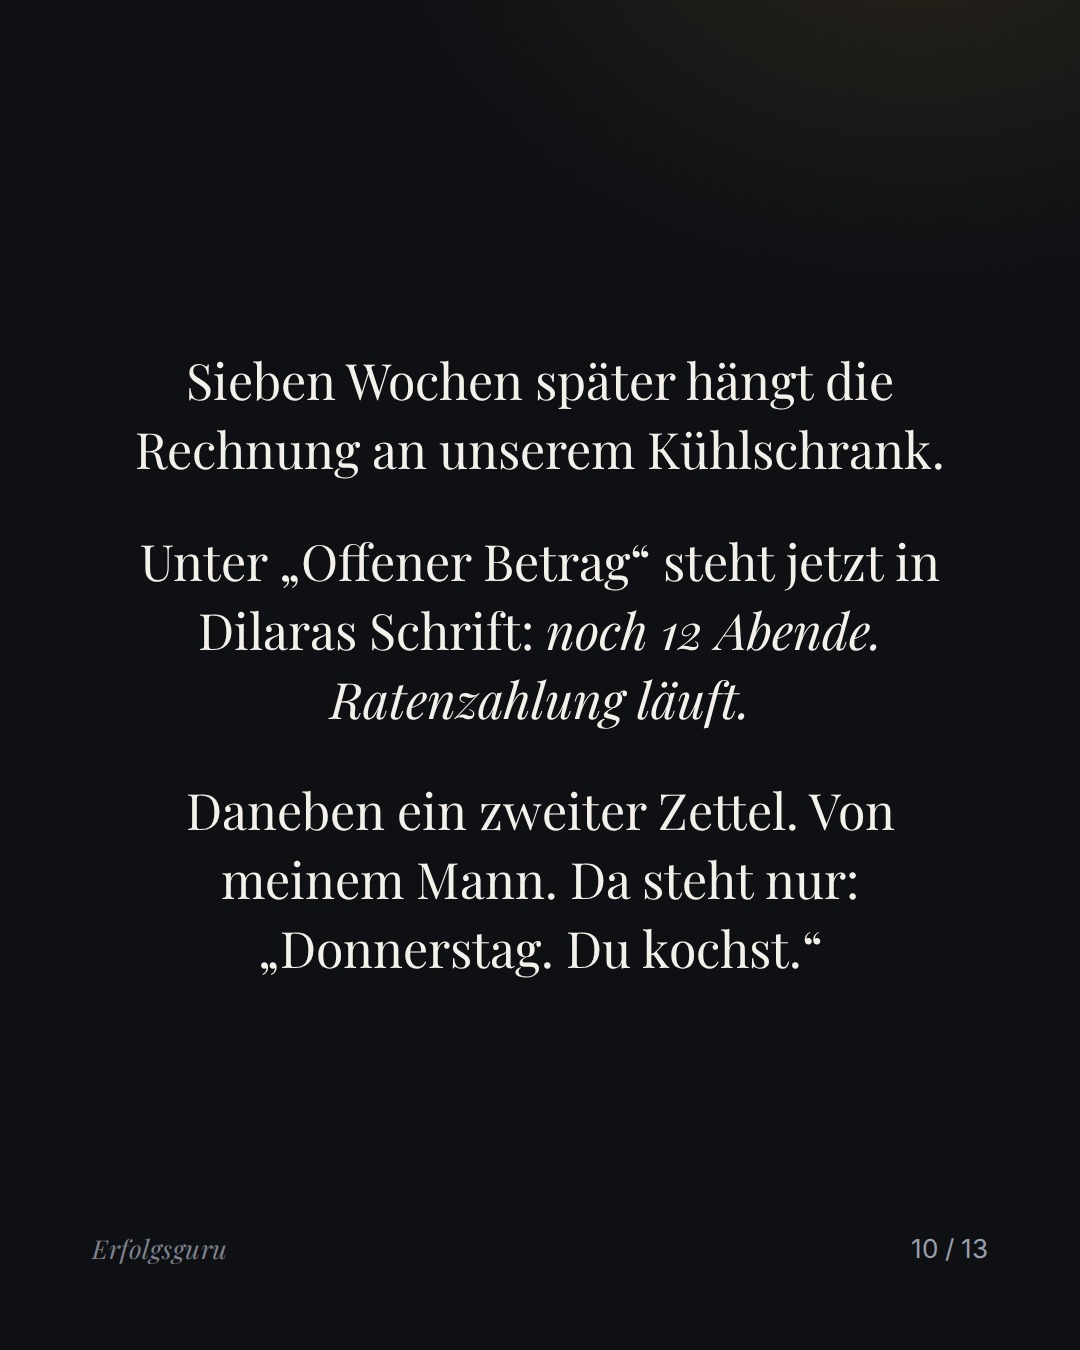 Sieben Wochen später hängt die
Rechnung an unserem Kühlschrank.
Unter „Offener Betrag“ steht jetzt in
Dilaras Schrift: noch 12 Abende.
Ratenzahlung läuft.
Daneben ein zweiter Zettel. Von
meinem Mann. Da steht nur:
„Donnerstag. Du kochst.“
Erfolgsguru
10 / 13